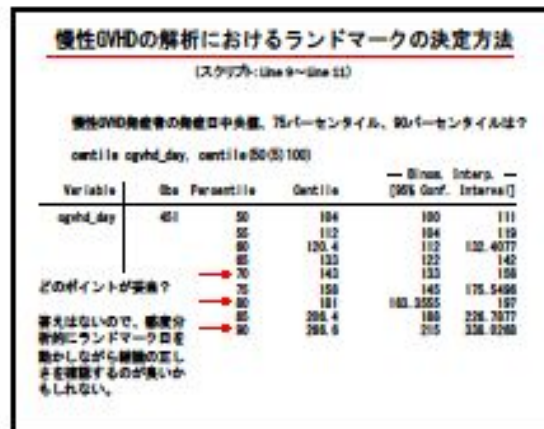 慢性GVHDの解析におけるランドマークの決定方法
(スクリプト: Line 9〜Line 11)
慢性GVHD発症者の発症日中央値、75パーセンタイル、90パーセンタイルは？
centile cgvhd_day, centile(50(5)100)
— Binom. Interp. —
Variable Obs Percentile Centile [95% Conf. Interval]
cgvhd_day 451 50 104 100 111
55 112 104 119
60 120.4 112 132.4077
65 133 122 142
70 143 133 158
どのポイントが妥当？
75 158 145 175.5496
80 181 163.3555 197
85 206.4 188 226.7877
90 266.6 215 338.0268
答えはないので、感度分
析的にランドマーク日を
動かしながら結論の正し
さを確認するのが良いか
もしれない。